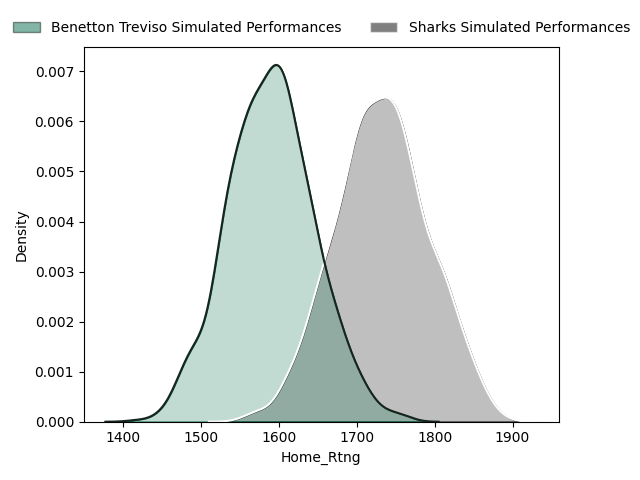 Benetton Treviso Simulated Performances Sharks Simulated Performances
0.007
0.006
0.005
0.004
0.003
0.002
0.001
0.000
Density
1400 1500 1600 1700 1800 1900
Home_Rtng